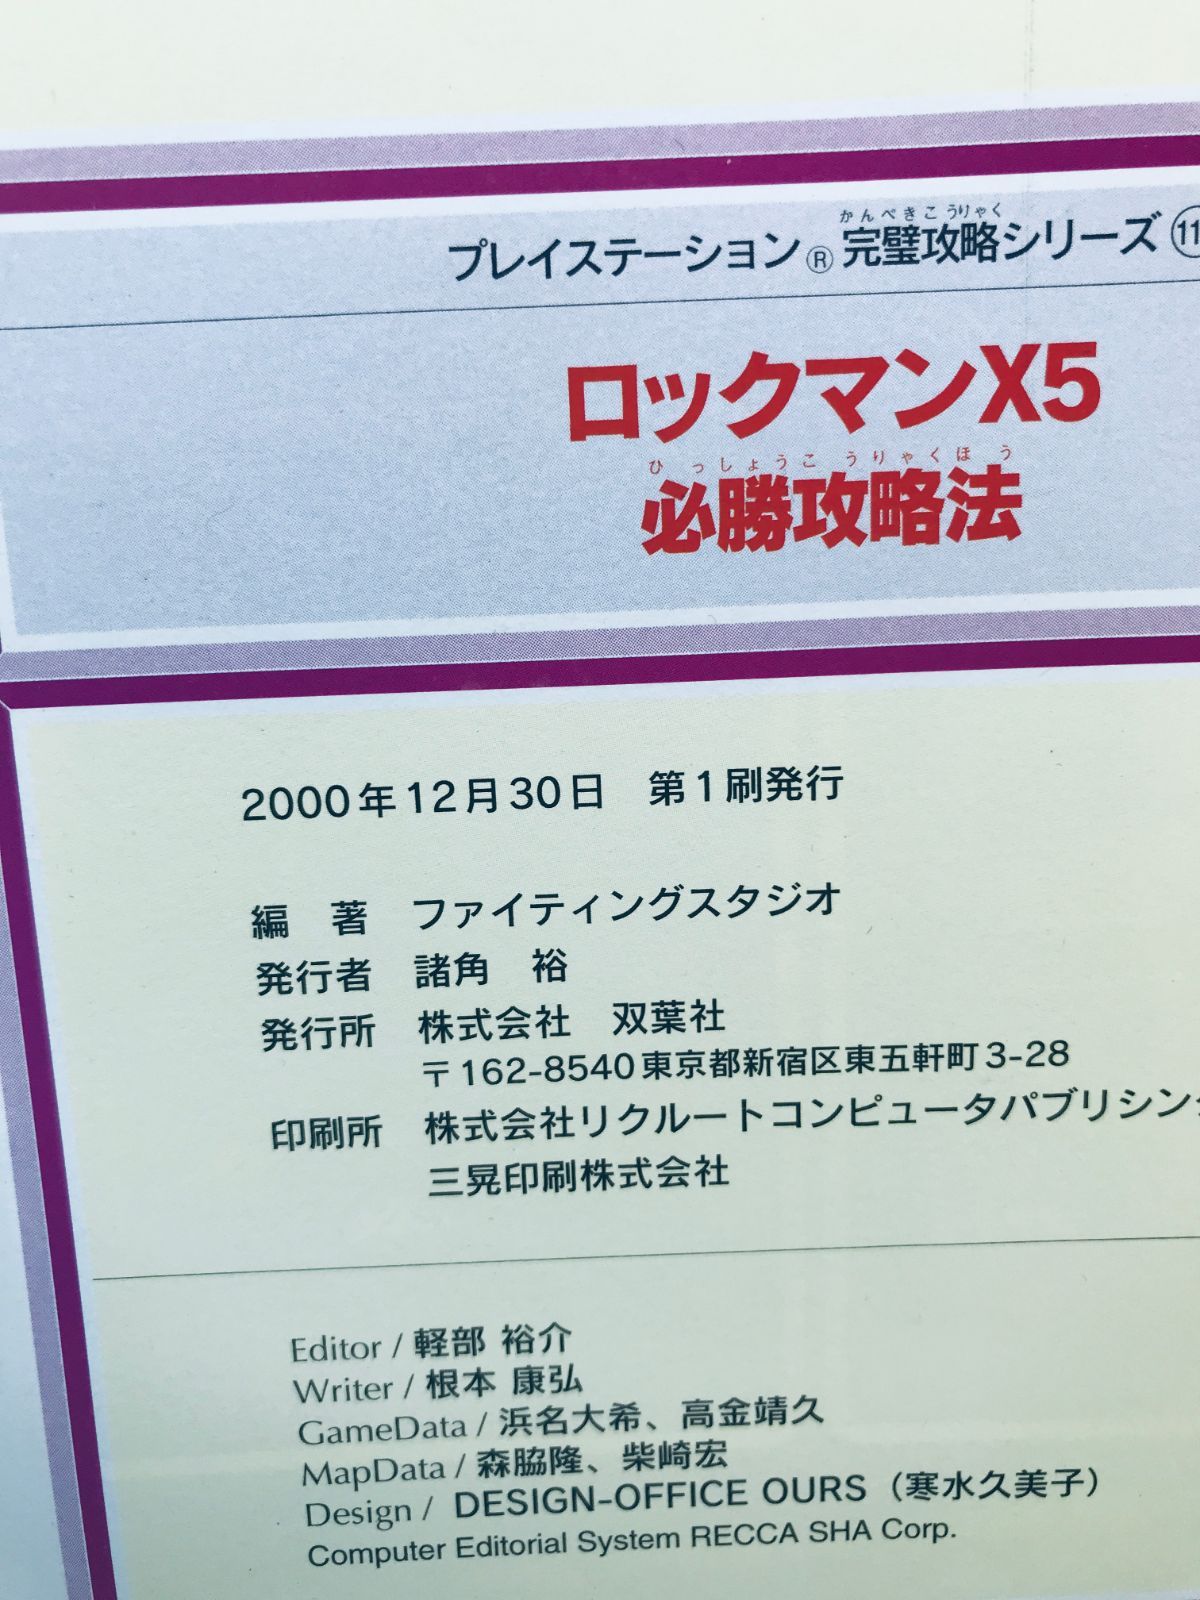 かんぺきこうりゃく
プレイステーション® 完璧攻略シリーズ
ロックマンX5
ひっしょうこうりゃくほう
必勝攻略法
2000年12月30日 第1刷発行
編 著 ファイティングスタジオ
発行者 諸角 裕
発行所 株式会社 双葉社
〒162-8540東京都新宿区東五軒町3-28
印刷所 株式会社リクルートコンピュータパブリシン
三晃印刷株式会社
Editor / 軽部 裕介
Writer / 根本 康弘
GameData / 浜名大希、高金靖久
MapData / 森脇隆、柴崎宏
Design / DESIGN-OFFICE OURS（寒水久美子）
Computer Editorial System RECCA SHA Corp.